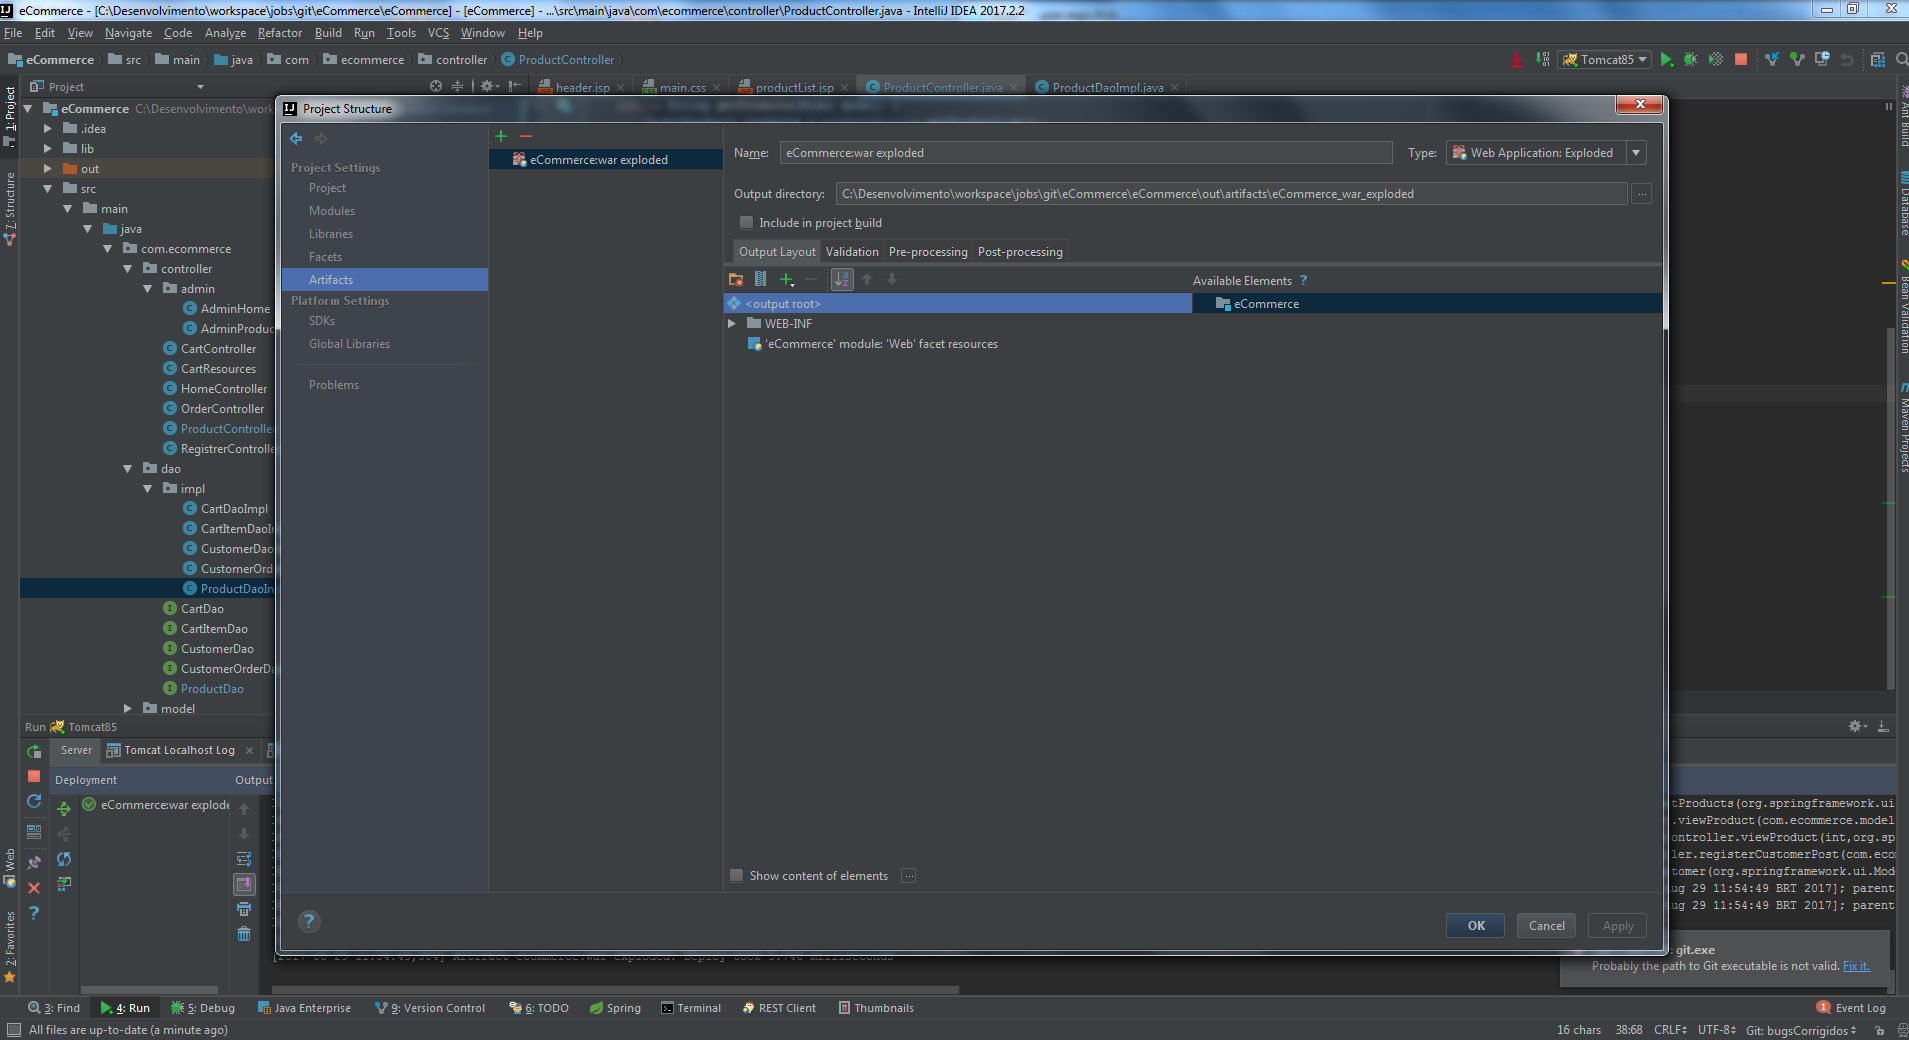 eCommerce - [C:\Desenvolvimento\workspace\jobs\git\eCommerce\eCommerce] - [eCommerce] - ...\src\main\java\com\ecommerce\controller\ProductController.java - IntelliJ IDEA 2017.2.2
File Edit View Navigate Code Analyze Refactor Build Run Tools VCS Window Help
eCommerce src main java com ecommerce controller ProductController
Tomcat85
Project
header.jsp main.css productList.jsp ProductController.java ProductDaoImpl.java
1: Project
7: Structure
Web
2: Favorites
eCommerce C:\Desenvolvimento\work
.idea
lib
out
src
main
java
com.ecommerce
controller
admin
AdminHome
AdminProduc
CartController
CartResources
HomeController
OrderController
ProductController
RegistrerControlle
dao
impl
CartDaoImpl
CartItemDaoI
CustomerDao
CustomerOrd
ProductDaoIm
CartDao
CartItemDao
CustomerDao
CustomerOrderDa
ProductDao
model
Project Structure
Project Settings
Project
Modules
Libraries
Facets
Artifacts
Platform Settings
SDKs
Global Libraries
Problems
eCommerce:war exploded
Name: eCommerce:war exploded Type: Web Application: Exploded
Output directory: C:\Desenvolvimento\workspace\jobs\git\eCommerce\eCommerce\out\artifacts\eCommerce_war_exploded ...
Include in project build
Output Layout Validation Pre-processing Post-processing
Available Elements ?
<output root>
WEB-INF
'eCommerce' module: 'Web' facet resources
eCommerce
Show content of elements ...
? OK Cancel Apply
Ant Build
Database
Bean Validation
Maven Projects
Run Tomcat85
Server Tomcat Localhost Log
Deployment Output
eCommerce:war explode
tProducts(org.springframework.ui
.viewProduct(com.ecommerce.model
ontroller.viewProduct(int,org.sp
ler.registerCustomerPost(com.eco
tomer(org.springframework.ui.Mod
ug 29 11:54:49 BRT 2017]; parent
ug 29 11:54:49 BRT 2017]; parent
: git.exe
Probably the path to Git executable is not valid. Fix it.
3: Find 4: Run 5: Debug Java Enterprise 9: Version Control 6: TODO Spring Terminal REST Client Thumbnails 1 Event Log
All files are up-to-date (a minute ago) 16 chars 38:68 CRLF UTF-8 Git: bugsCorrigidos